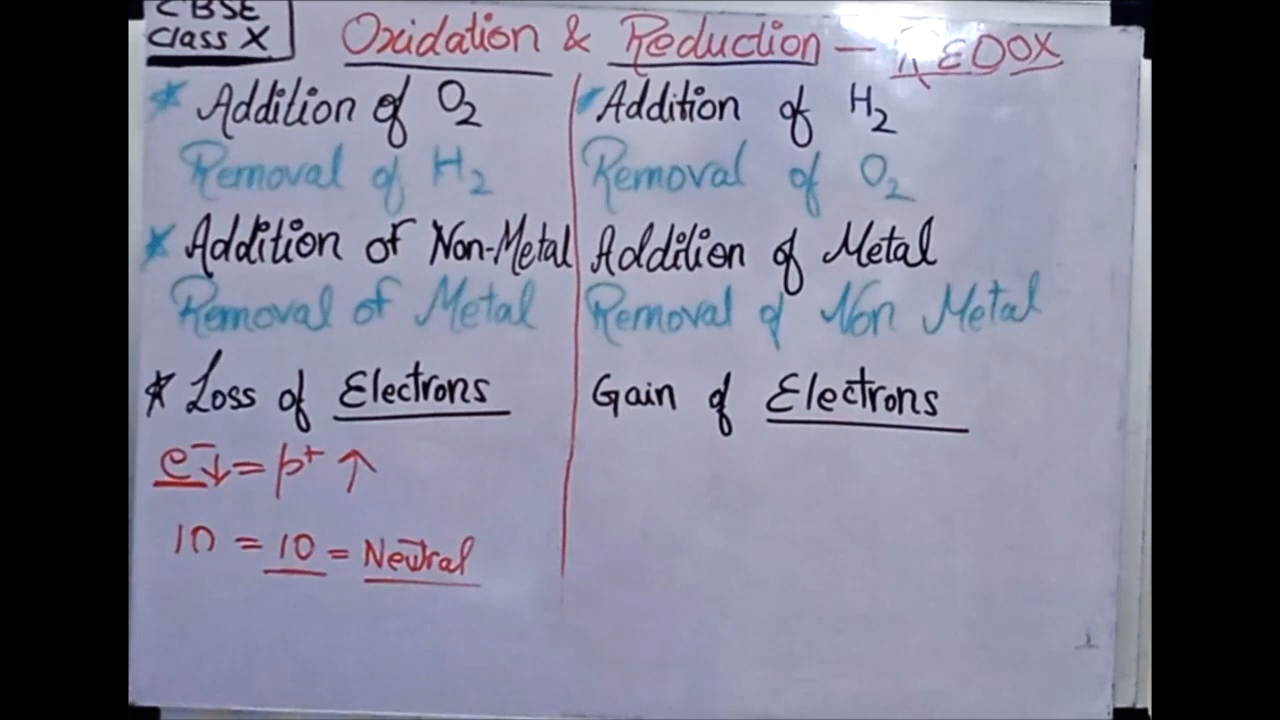 CBSE
Class X
Oxidation & Reduction - REDOX
* Addition of O2
Removal of H2
* Addition of Non-Metal
Removal of Metal
* Loss of Electrons
e-↓ = p+ ↑
10 = 10 = Neutral
Addition of H2
Removal of O2
Addition of Metal
Removal of Non Metal
Gain of Electrons